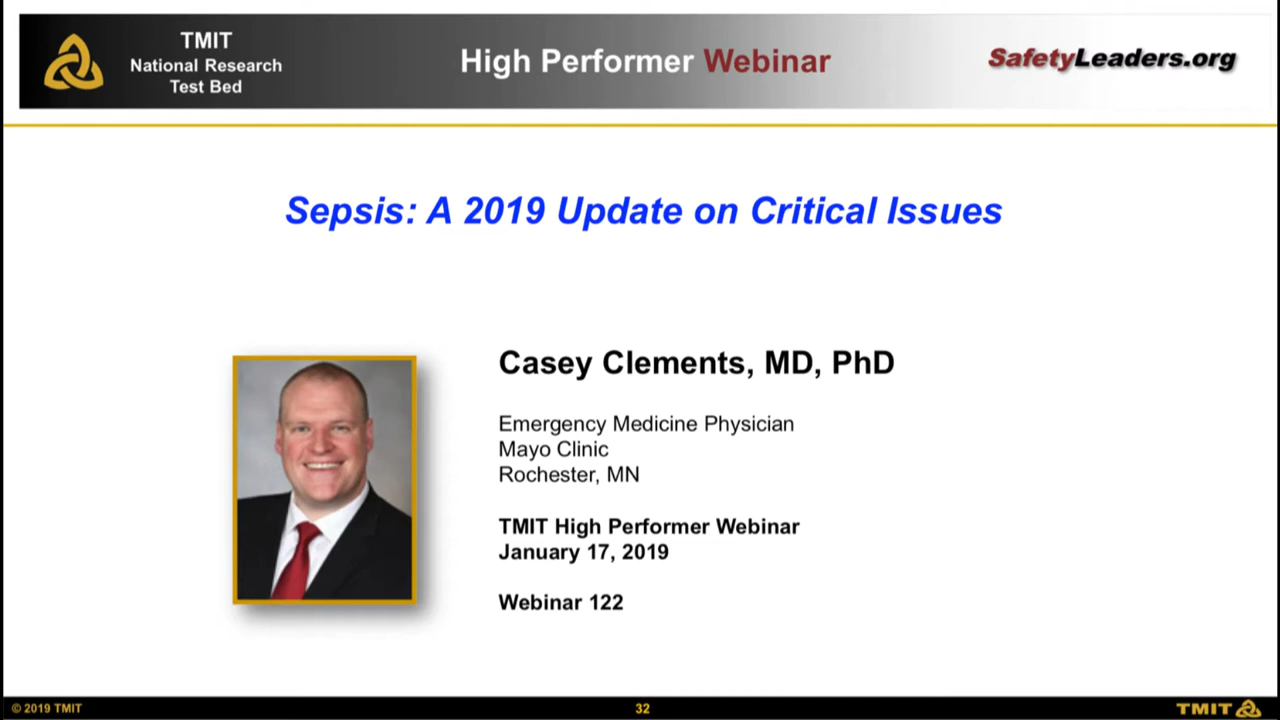 TMIT
National Research
Test Bed
High Performer Webinar
SafetyLeaders.org
Sepsis: A 2019 Update on Critical Issues
Casey Clements, MD, PhD
Emergency Medicine Physician
Mayo Clinic
Rochester, MN
TMIT High Performer Webinar
January 17, 2019
Webinar 122
© 2019 TMIT
32
TMIT